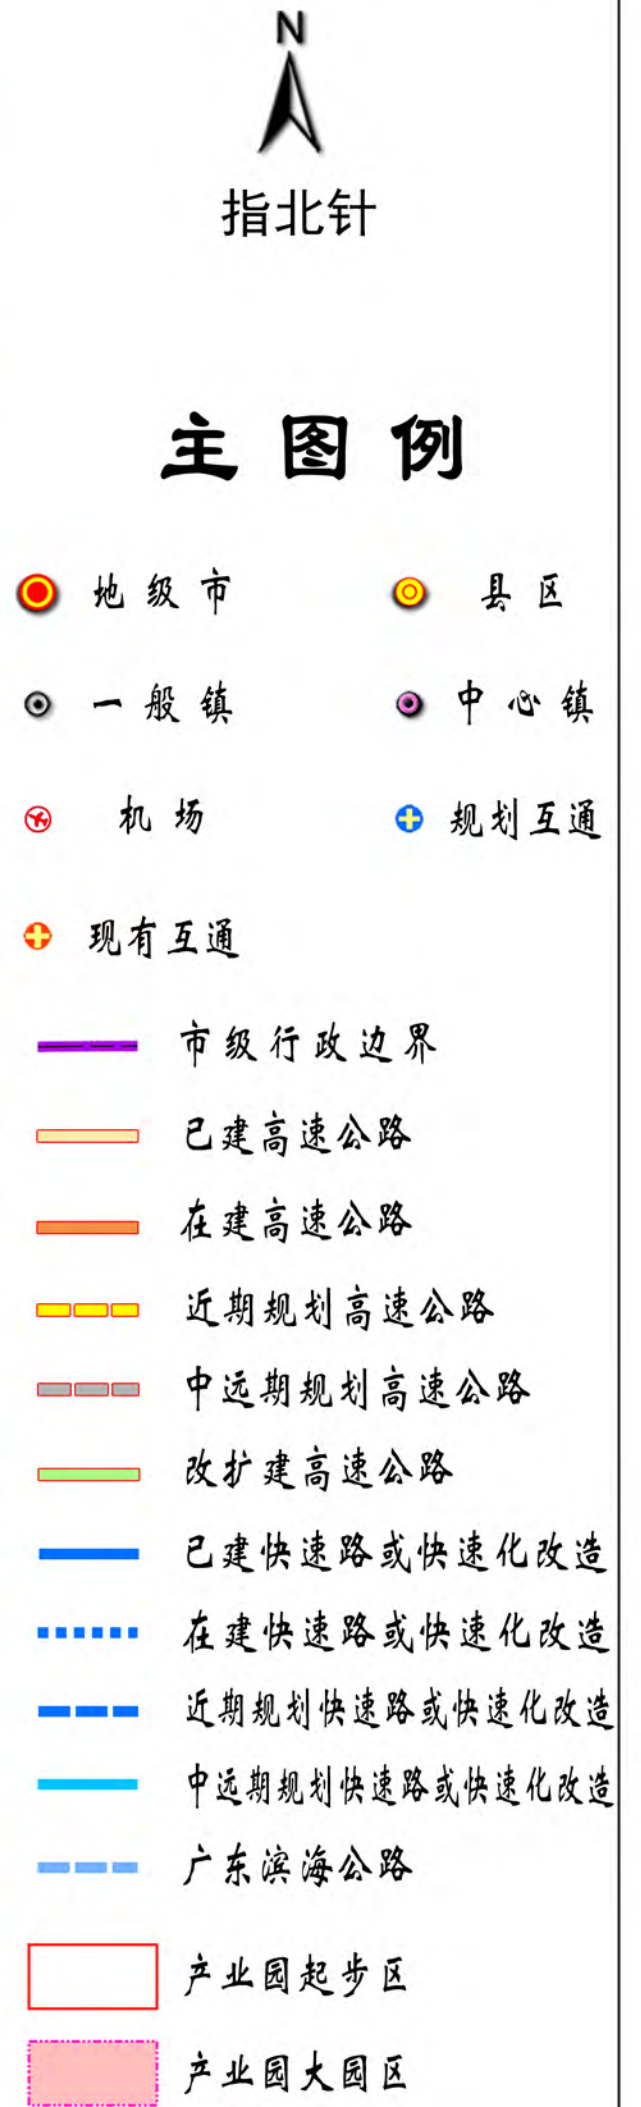 N
指北针
主图例
地级市 县区
一般镇 中心镇
机场 规划互通
现有互通
市级行政边界
已建高速公路
在建高速公路
近期规划高速公路
中远期规划高速公路
改扩建高速公路
已建快速路或快速化改造
在建快速路或快速化改造
近期规划快速路或快速化改造
中远期规划快速路或快速化改造
广东滨海公路
产业园起步区
产业园大园区